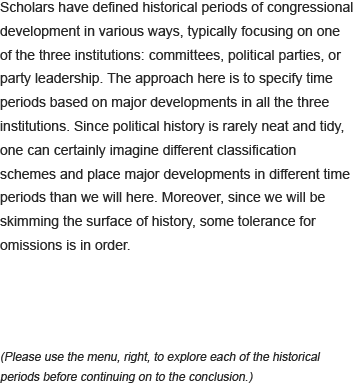 Scholars have defined historical periods of congressional
development in various ways, typically focusing on one
of the three institutions: committees, political parties, or
party leadership. The approach here is to specify time
periods based on major developments in all the three
institutions. Since political history is rarely neat and tidy,
one can certainly imagine different classification
schemes and place major developments in different time
periods than we will here. Moreover, since we will be
skimming the surface of history, some tolerance for
omissions is in order.
(Please use the menu, right, to explore each of the historical
periods before continuing on to the conclusion.)